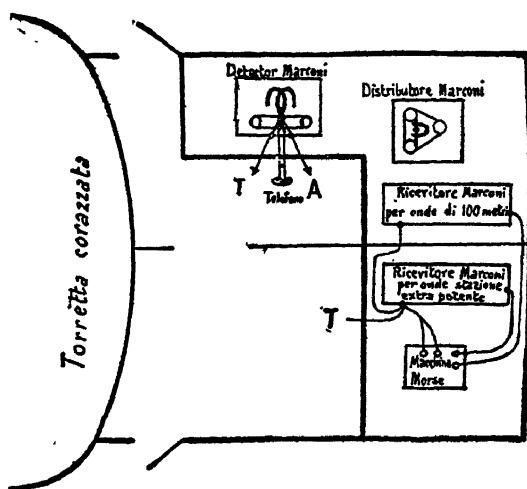 Torretta corazzata
Detector Marconi
T
Telefono
A
Distributore Marconi
Ricevitore Marconi
per onde di 100 metri
Ricevitore Marconi
per onde stazione
extra potente
T
Macchina
Morse